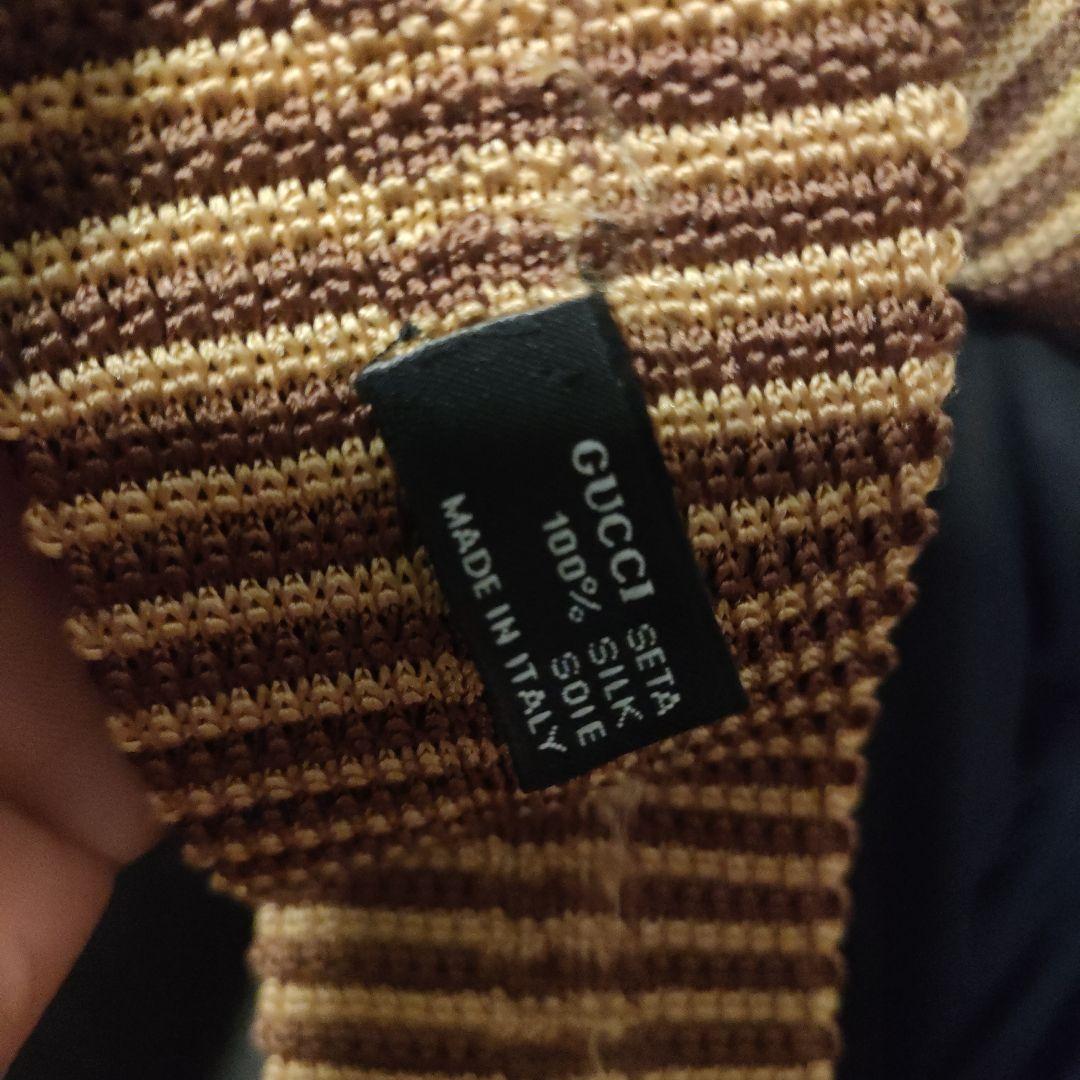 GUCCI
100% SETA
SILK
SOIE
MADE IN ITALY